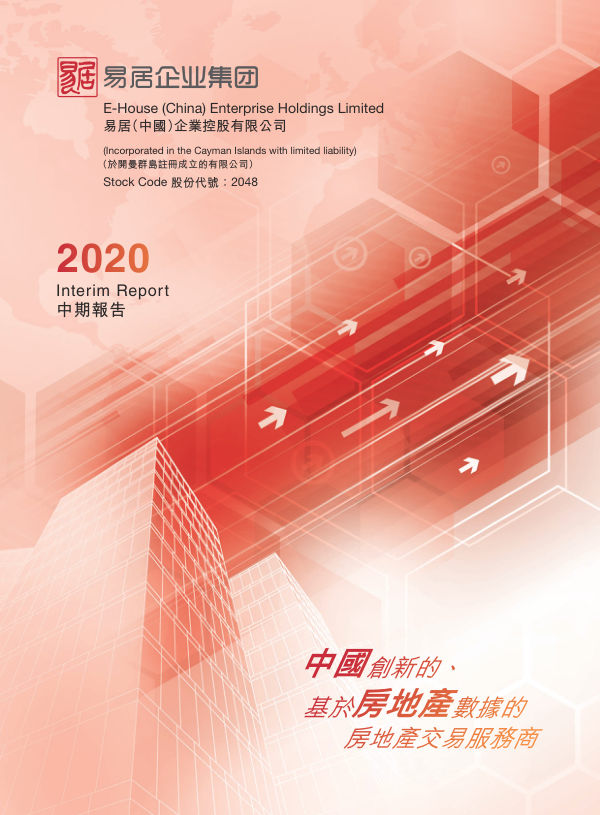 易居 易居企业集团
E-House (China) Enterprise Holdings Limited
易居(中國)企業控股有限公司
(Incorporated in the Cayman Islands with limited liability)
(於開曼群島註冊成立的有限公司)
Stock Code 股份代號：2048
2020
Interim Report
中期報告
中國創新的、
基於房地產數據的
房地產交易服務商